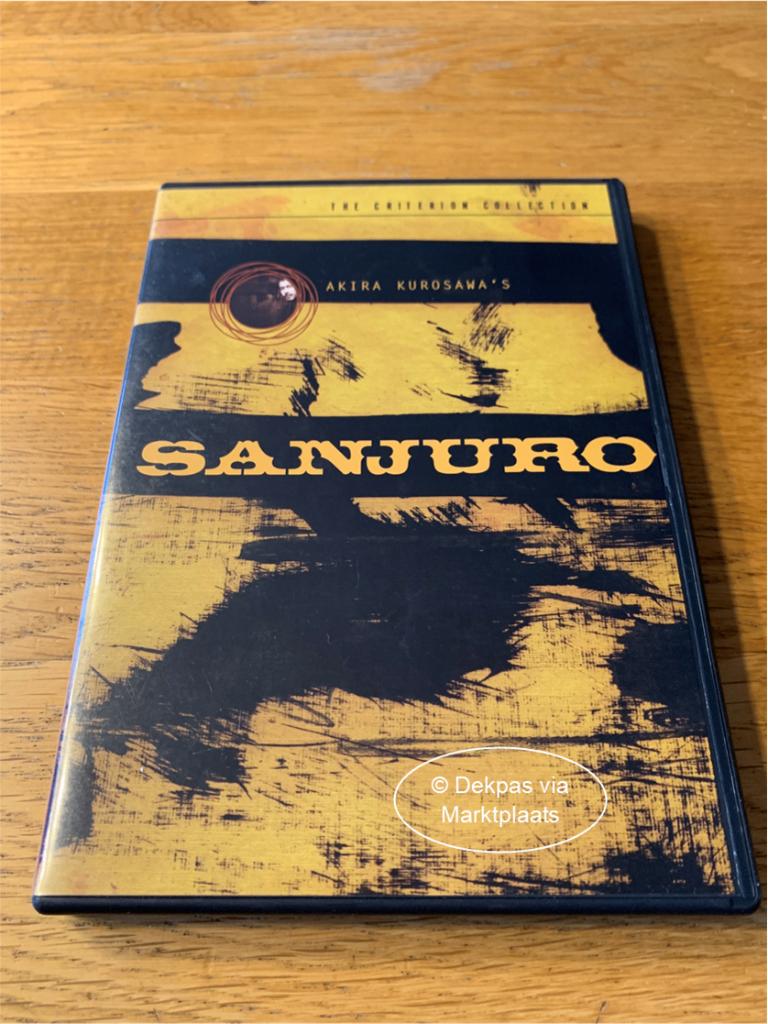 THE CRITERION COLLECTION
AKIRA KUROSAWA'S
SANJURO
© Dekpas via
Marktplaats